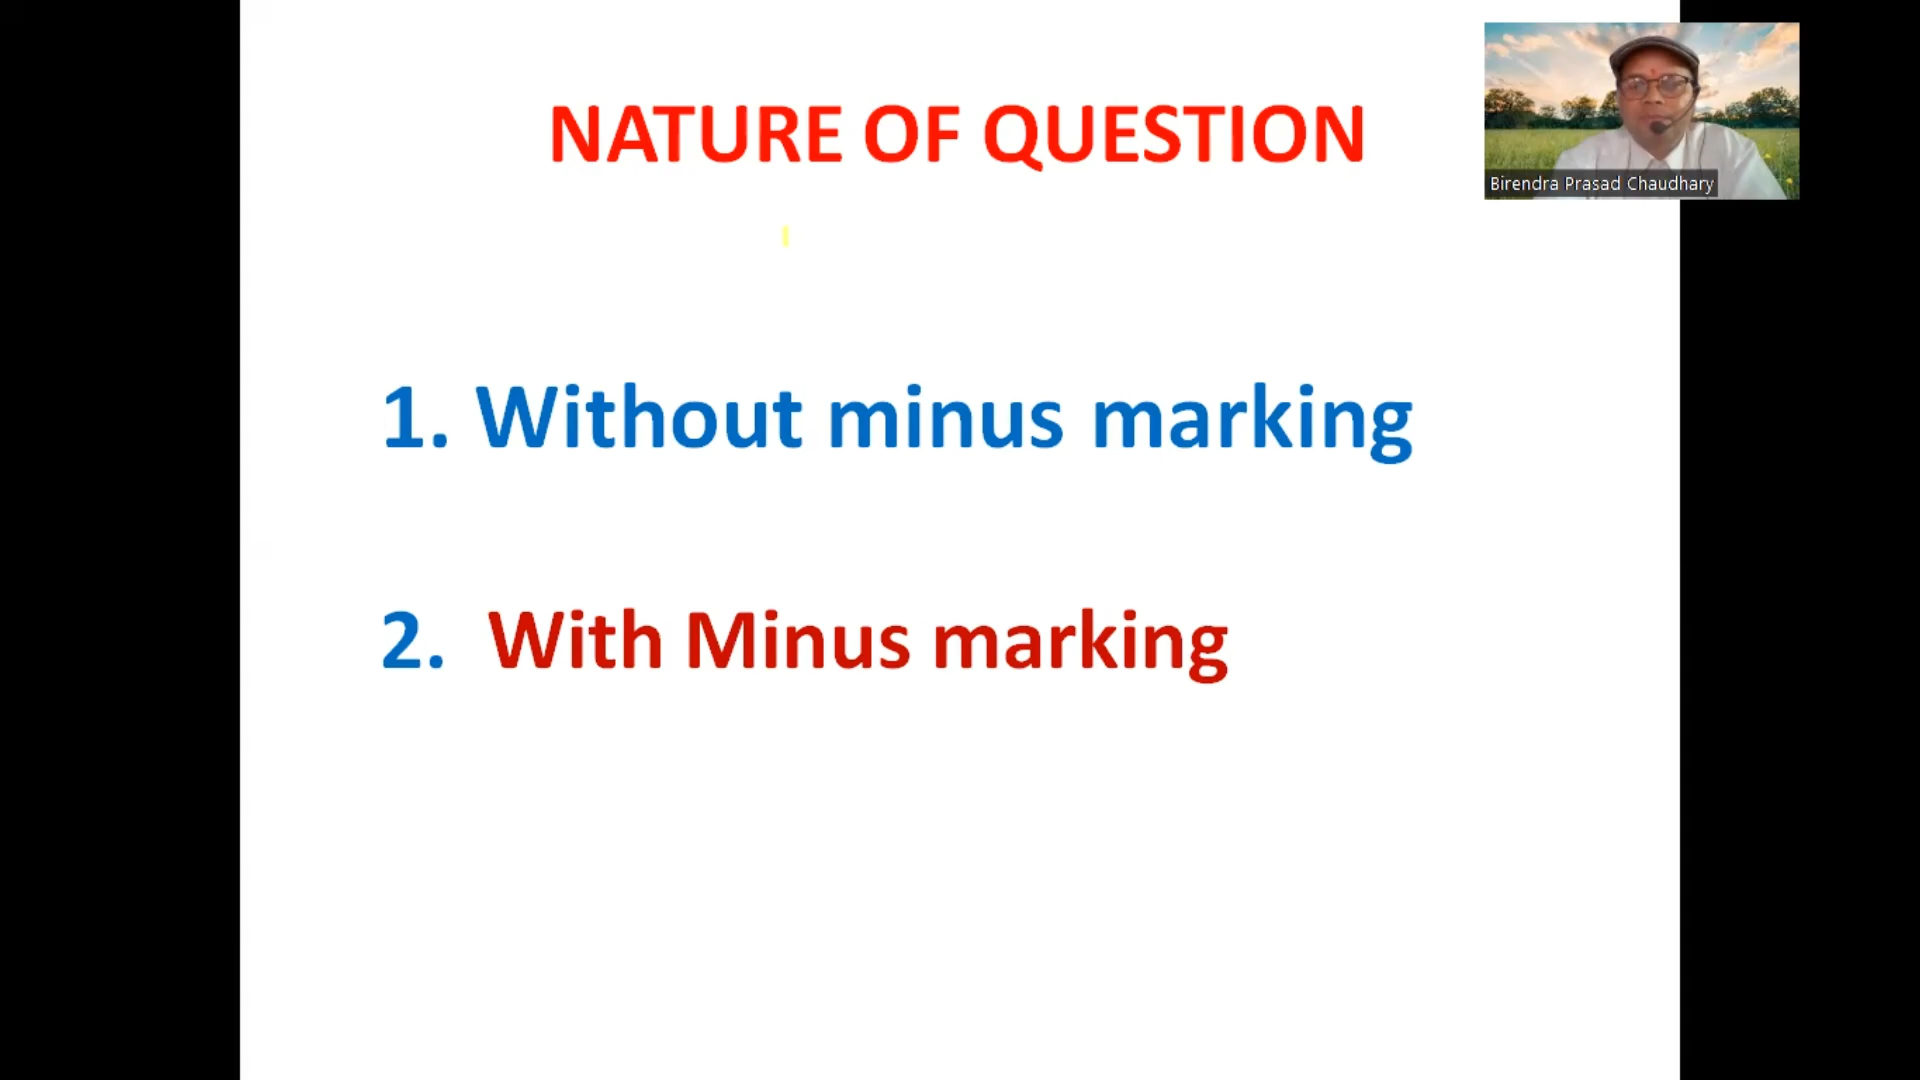 NATURE OF QUESTION
Birendra Prasad Chaudhary
1. Without minus marking
2. With Minus marking